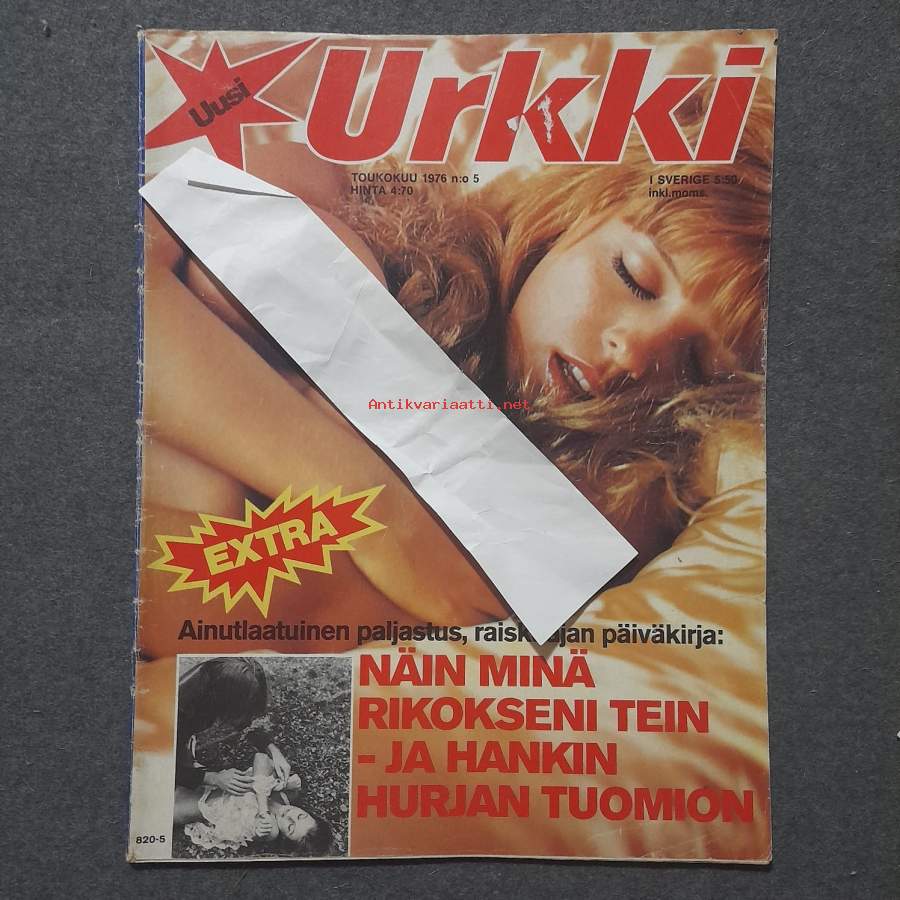 Uusi
Urkki
TOUKOKUU 1976 n:o 5
HINTA 4:70
I SVERIGE 5:50
inkl.moms.
Antikvariaatti.net
EXTRA
Ainutlaatuinen paljastus, päiväkirja:
NÄIN MINÄ
RIKOKSENI TEIN
- JA HANKIN
HURJAN TUOMION
820-5